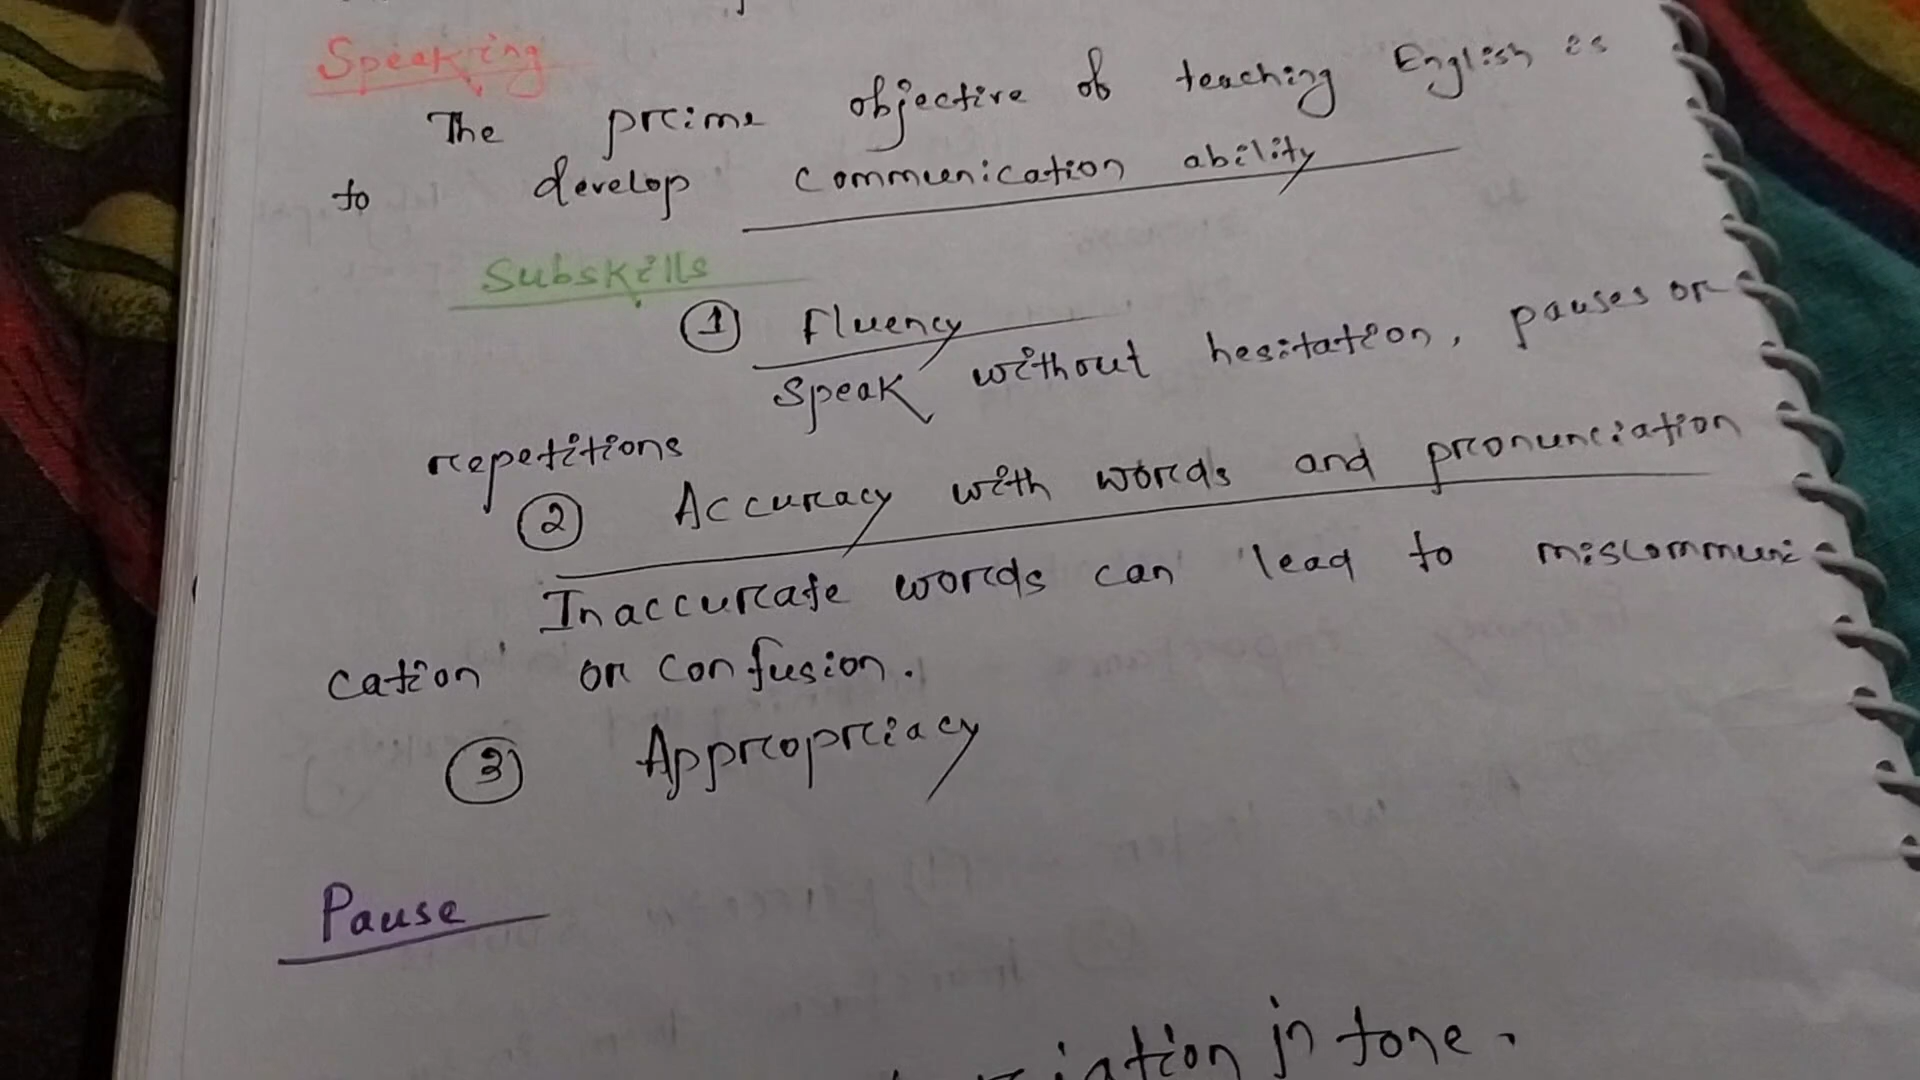 Speaking
The prime objective of teaching English is
to develop communication ability
Subskills
① Fluency
Speak without hesitation, pauses or
repetitions
② Accuracy with words and pronunciation
Inaccurate words can lead to miscommuni
cation or confusion.
③ Appropriacy
Pause
in tone.